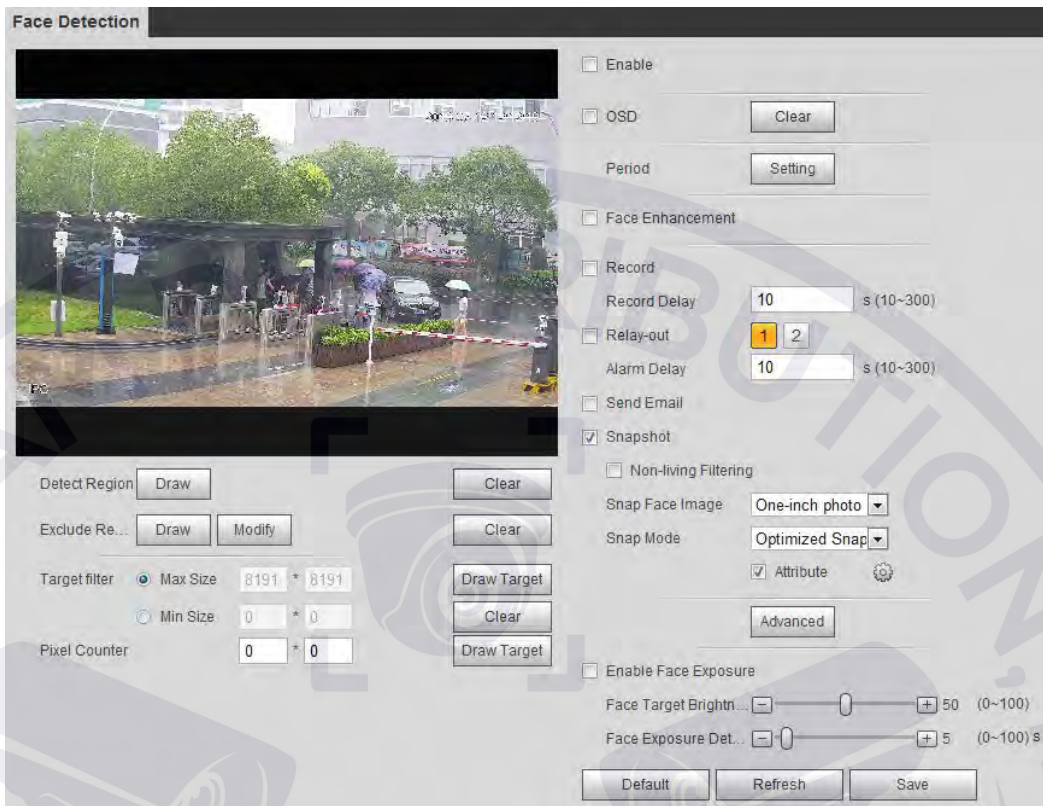 Face Detection
Enable
OSD Clear
Period Setting
Face Enhancement
Record
Record Delay 10 s (10~300)
Relay-out 1 2
Alarm Delay 10 s (10~300)
Send Email
Snapshot
Non-living Filtering
Snap Face Image One-inch photo
Snap Mode Optimized Snap
Attribute
Advanced
Enable Face Exposure
Face Target Brightn... - + 50 (0~100)
Face Exposure Det... - + 5 (0~100) s
Default Refresh Save
IPC
Detect Region Draw Clear
Exclude Re... Draw Modify Clear
Target filter Max Size 8191 * 8191 Draw Target
Min Size 0 * 0 Clear
Pixel Counter 0 * 0 Draw Target
RIBUTION,